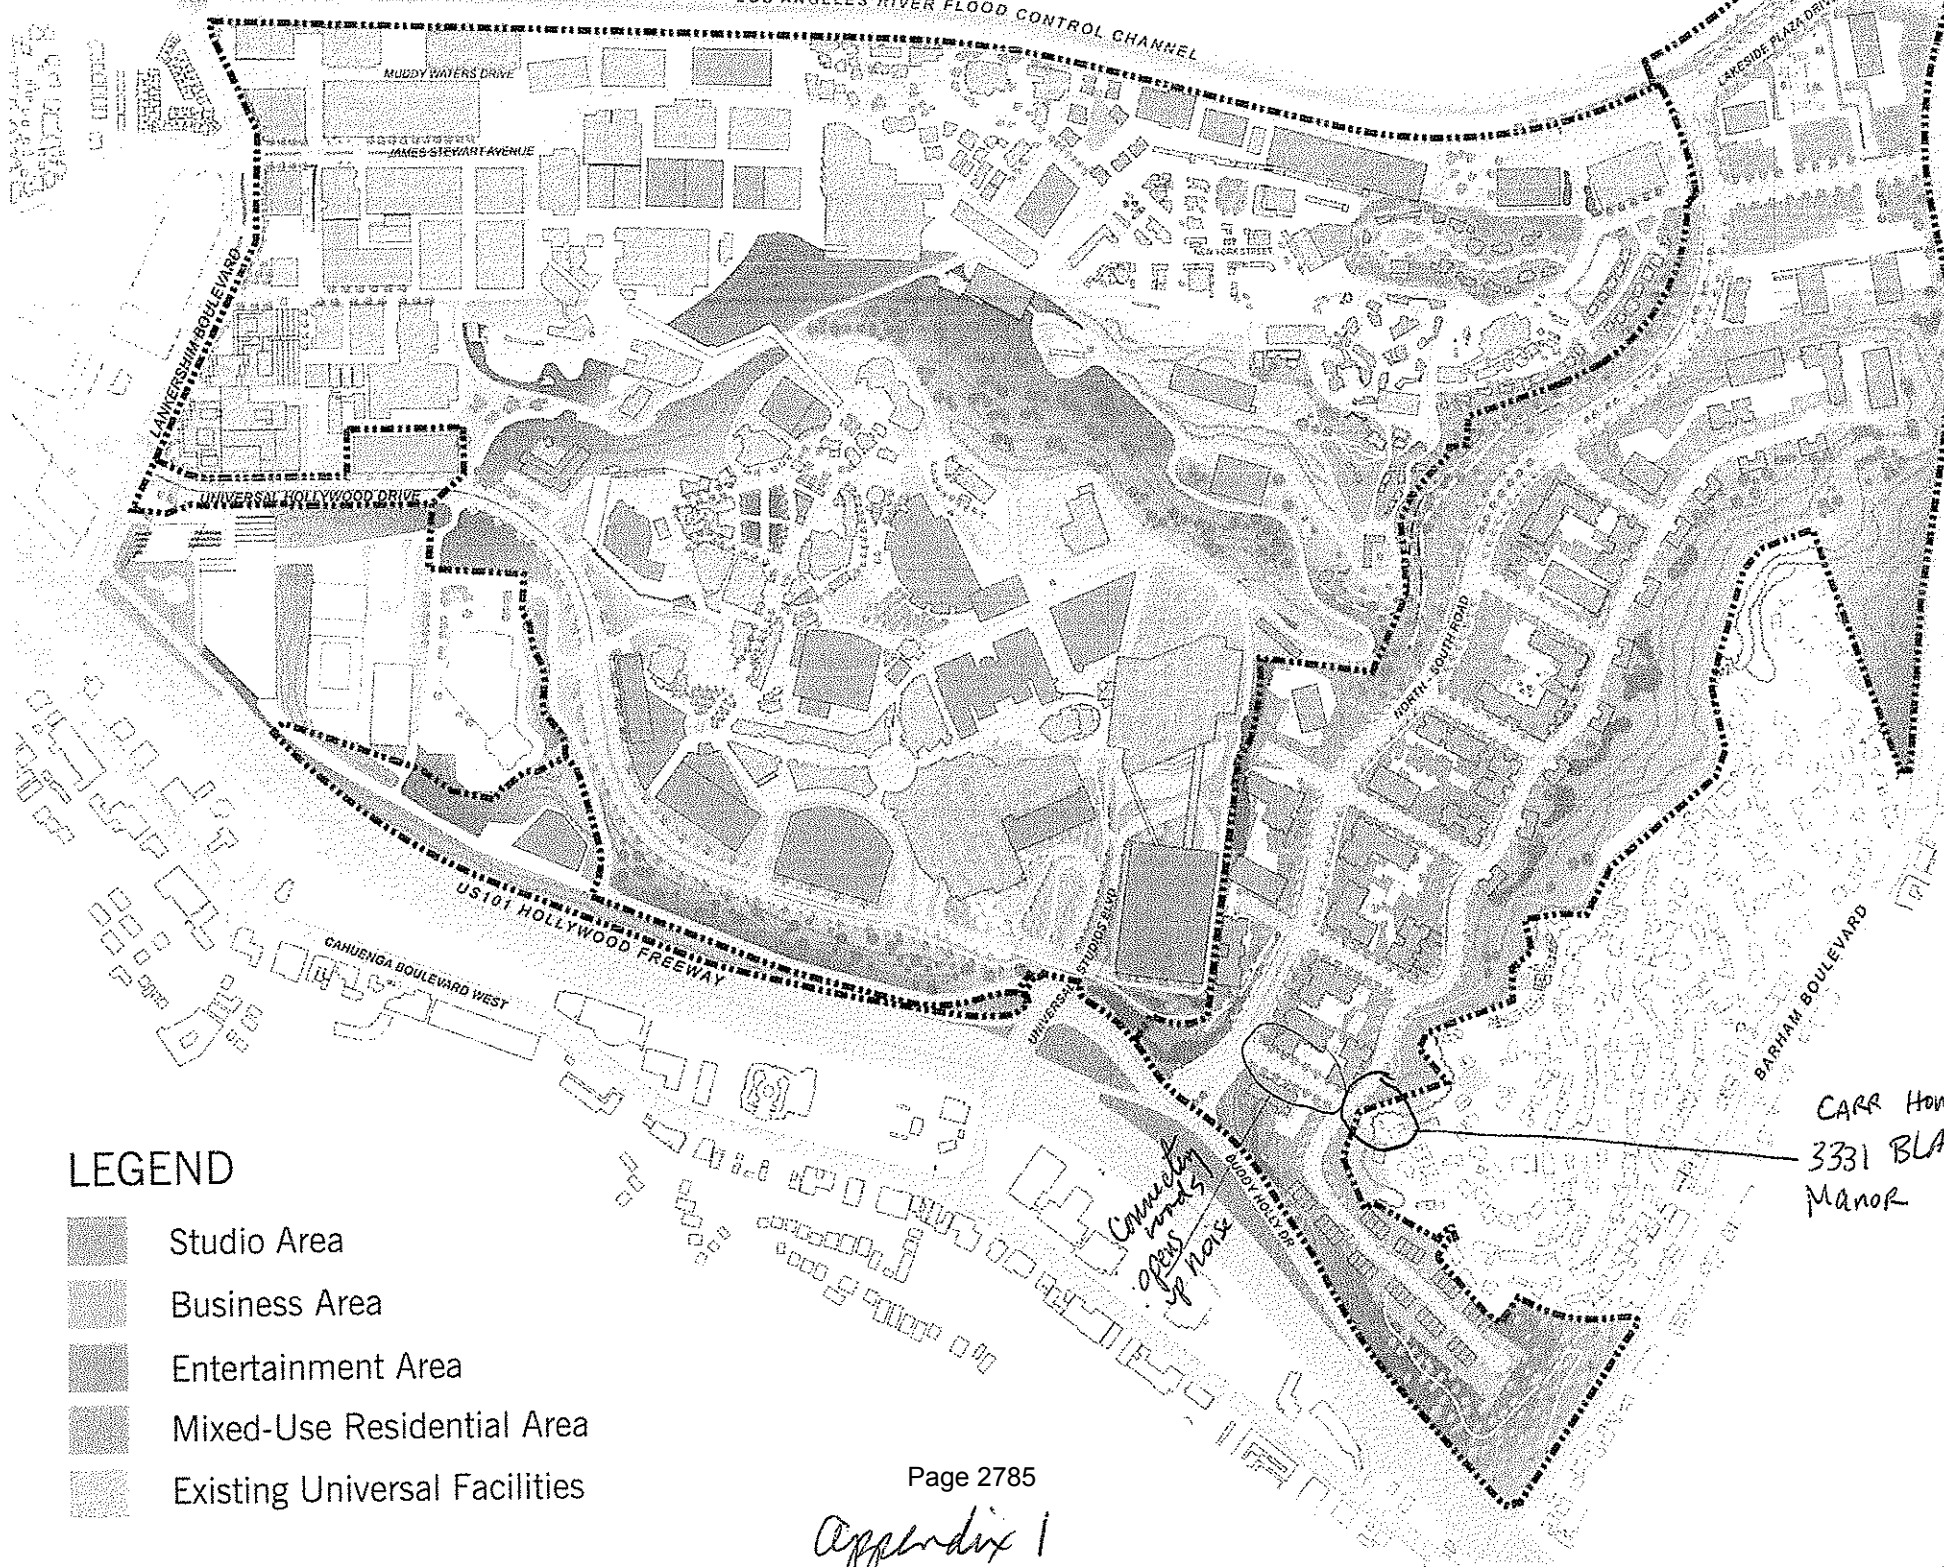 LOS ANGELES RIVER FLOOD CONTROL CHANNEL
LAKESIDE PLAZA DRIVE
MUDDY WATERS DRIVE
JAMES STEWART AVENUE
NEW YORK STREET
LANKERSHIM BOULEVARD
UNIVERSAL HOLLYWOOD DRIVE
NORTH-SOUTH ROAD
US101 HOLLYWOOD FREEWAY
CAHUENGA BOULEVARD WEST
UNIVERSAL STUDIOS BLVD
BARHAM BOULEVARD
BUDDY HOLLY DR
Connecting
roads
opens
up noise
CARR
3331
Manor
LEGEND
Studio Area
Business Area
Entertainment Area
Mixed-Use Residential Area
Existing Universal Facilities
Page 2785
Appendix 1